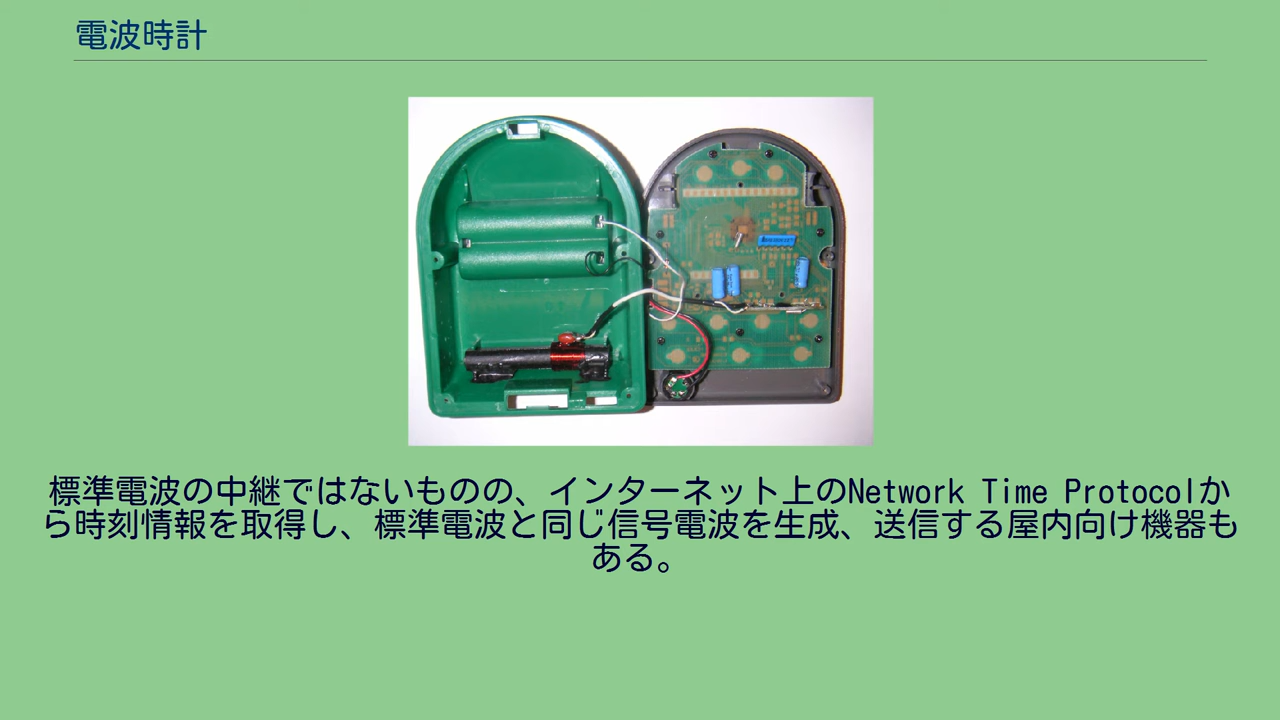 電波時計
標準電波の中継ではないものの、インターネット上のNetwork Time Protocolか
ら時刻情報を取得し、標準電波と同じ信号電波を生成、送信する屋内向け機器も
ある。